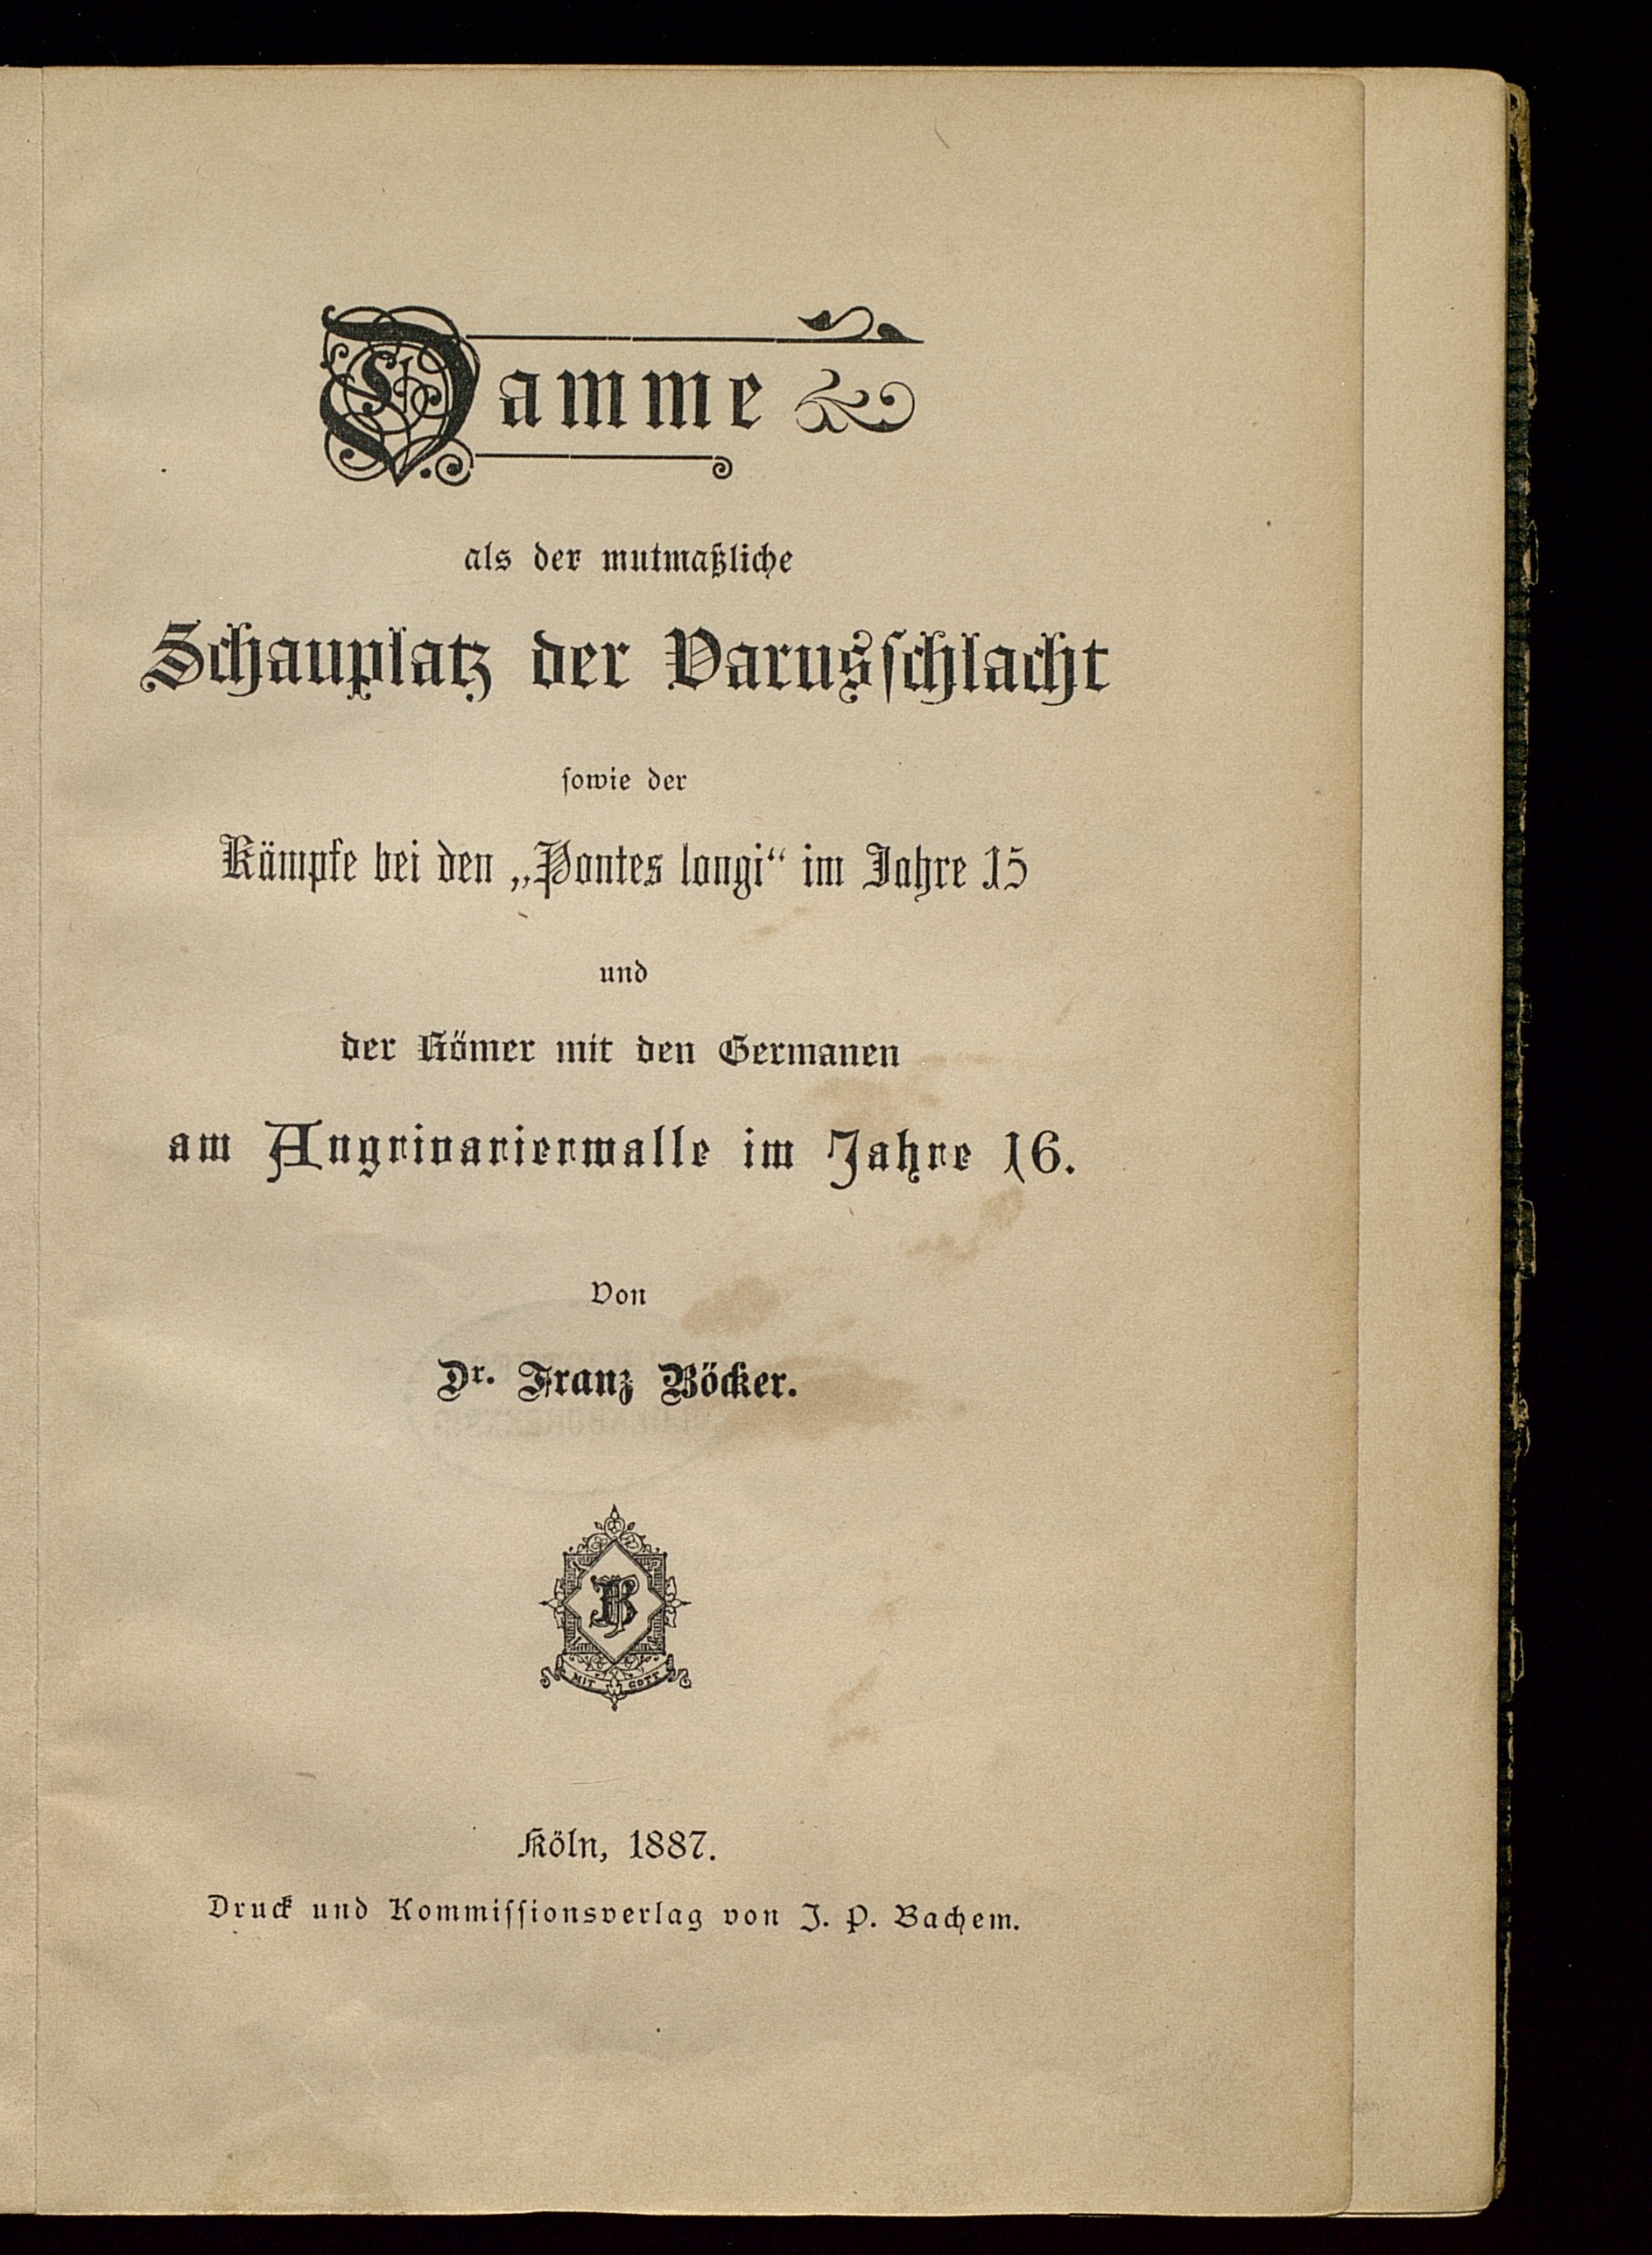 Damme
als der mutmaßliche
Schauplatz der Varusschlacht
sowie der
Kämpfe bei den „Pontes longi“ im Jahre 15
und
der Römer mit den Germanen
am Angrivarierwalle im Jahre 16.
Von
Dr. Franz Böcker.
B
MIT GOTT
Köln, 1887.
Druck und Kommissionsverlag von J. P. Bachem.